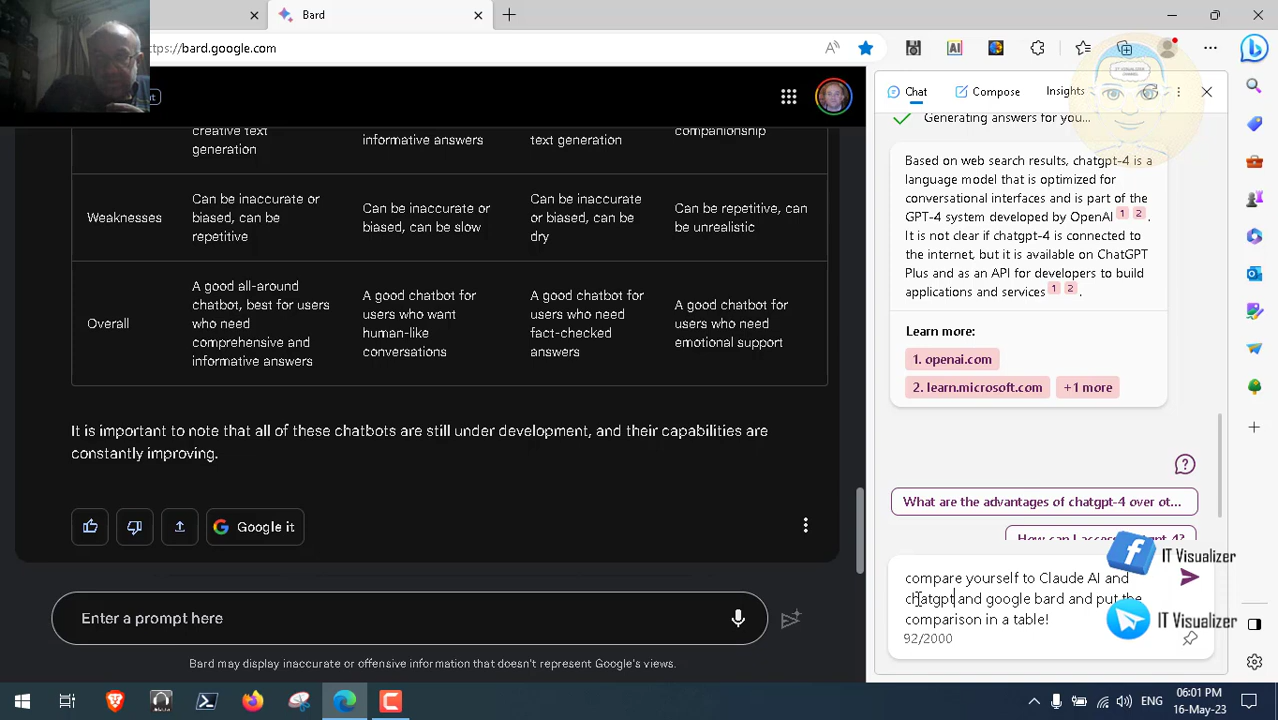 Bard
ttps://bard.google.com
Chat
Compose
Insights
creative text
generation
informative answers
text generation
companionship
Weaknesses
Can be inaccurate or
biased, can be
repetitive
Can be inaccurate or
biased, can be slow
Can be inaccurate
or biased, can be
dry
Can be repetitive, can
be unrealistic
Overall
A good all-around
chatbot, best for users
who need
comprehensive and
informative answers
A good chatbot for
users who want
human-like
conversations
A good chatbot for
users who need
fact-checked
answers
A good chatbot for
users who need
emotional support
It is important to note that all of these chatbots are still under development, and their capabilities are
constantly improving.
Google it
Enter a prompt here
Bard may display inaccurate or offensive information that doesn't represent Google's views.
Generating answers for you...
Based on web search results, chatgpt-4 is a
language model that is optimized for
conversational interfaces and is part of the
GPT-4 system developed by OpenAI 1 2 .
It is not clear if chatgpt-4 is connected to
the internet, but it is available on ChatGPT
Plus and as an API for developers to build
applications and services 1 2 .
Learn more:
1. openai.com
2. learn.microsoft.com +1 more
What are the advantages of chatgpt-4 over ot...
compare yourself to Claude AI and
chatgpt and google bard and put the
comparison in a table!
92/2000
IT Visualizer
IT Visualizer
ENG
06:01 PM
16-May-23